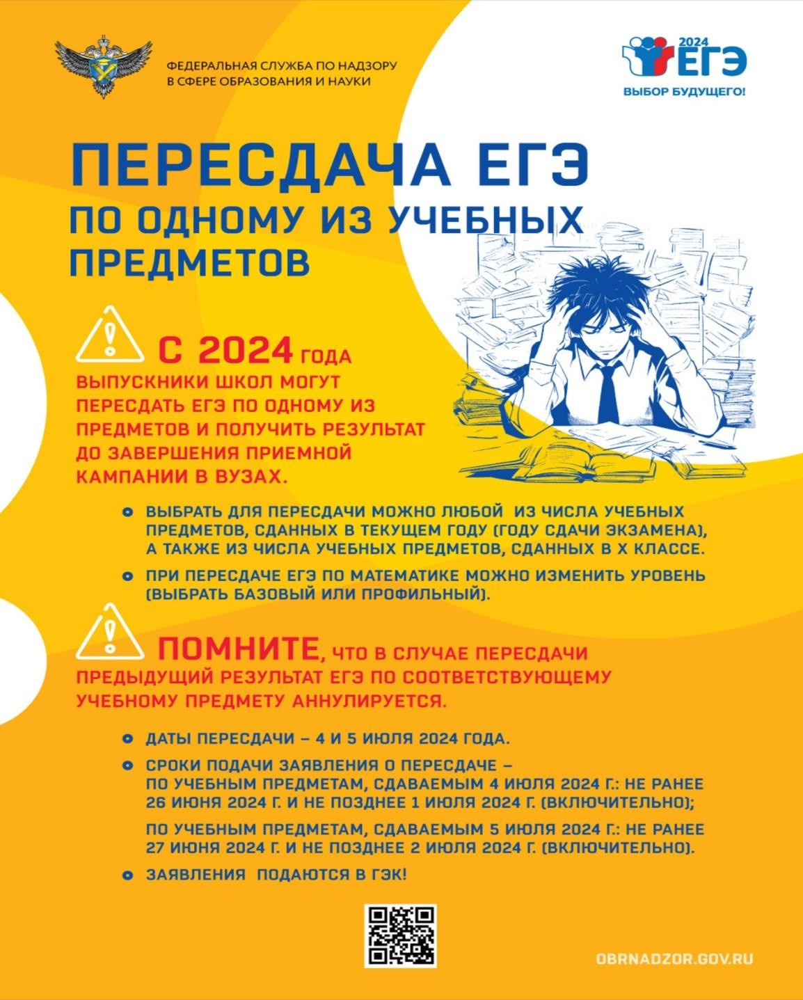 ФЕДЕРАЛЬНАЯ СЛУЖБА ПО НАДЗОРУ
В СФЕРЕ ОБРАЗОВАНИЯ И НАУКИ
2024
ЕГЭ
ВЫБОР БУДУЩЕГО!
ПЕРЕСДАЧА ЕГЭ
ПО ОДНОМУ ИЗ УЧЕБНЫХ
ПРЕДМЕТОВ
С 2024 ГОДА
ВЫПУСКНИКИ ШКОЛ МОГУТ
ПЕРЕСДАТЬ ЕГЭ ПО ОДНОМУ ИЗ
ПРЕДМЕТОВ И ПОЛУЧИТЬ РЕЗУЛЬТАТ
ДО ЗАВЕРШЕНИЯ ПРИЕМНОЙ
КАМПАНИИ В ВУЗАХ.
ВЫБРАТЬ ДЛЯ ПЕРЕСДАЧИ МОЖНО ЛЮБОЙ ИЗ ЧИСЛА УЧЕБНЫХ
ПРЕДМЕТОВ, СДАННЫХ В ТЕКУЩЕМ ГОДУ (ГОДУ СДАЧИ ЭКЗАМЕНА),
А ТАКЖЕ ИЗ ЧИСЛА УЧЕБНЫХ ПРЕДМЕТОВ, СДАННЫХ В X КЛАССЕ.
ПРИ ПЕРЕСДАЧЕ ЕГЭ ПО МАТЕМАТИКЕ МОЖНО ИЗМЕНИТЬ УРОВЕНЬ
(ВЫБРАТЬ БАЗОВЫЙ ИЛИ ПРОФИЛЬНЫЙ).
ПОМНИТЕ, ЧТО В СЛУЧАЕ ПЕРЕСДАЧИ
ПРЕДЫДУЩИЙ РЕЗУЛЬТАТ ЕГЭ ПО СООТВЕТСТВУЮЩЕМУ
УЧЕБНОМУ ПРЕДМЕТУ АННУЛИРУЕТСЯ.
ДАТЫ ПЕРЕСДАЧИ – 4 И 5 ИЮЛЯ 2024 ГОДА.
СРОКИ ПОДАЧИ ЗАЯВЛЕНИЯ О ПЕРЕСДАЧЕ –
ПО УЧЕБНЫМ ПРЕДМЕТАМ, СДАВАЕМЫМ 4 ИЮЛЯ 2024 Г.: НЕ РАНЕЕ
26 ИЮНЯ 2024 Г. И НЕ ПОЗДНЕЕ 1 ИЮЛЯ 2024 Г. (ВКЛЮЧИТЕЛЬНО);
ПО УЧЕБНЫМ ПРЕДМЕТАМ, СДАВАЕМЫМ 5 ИЮЛЯ 2024 Г.: НЕ РАНЕЕ
27 ИЮНЯ 2024 Г. И НЕ ПОЗДНЕЕ 2 ИЮЛЯ 2024 Г. (ВКЛЮЧИТЕЛЬНО).
ЗАЯВЛЕНИЯ ПОДАЮТСЯ В ГЭК!
OBRNADZOR.GOV.RU